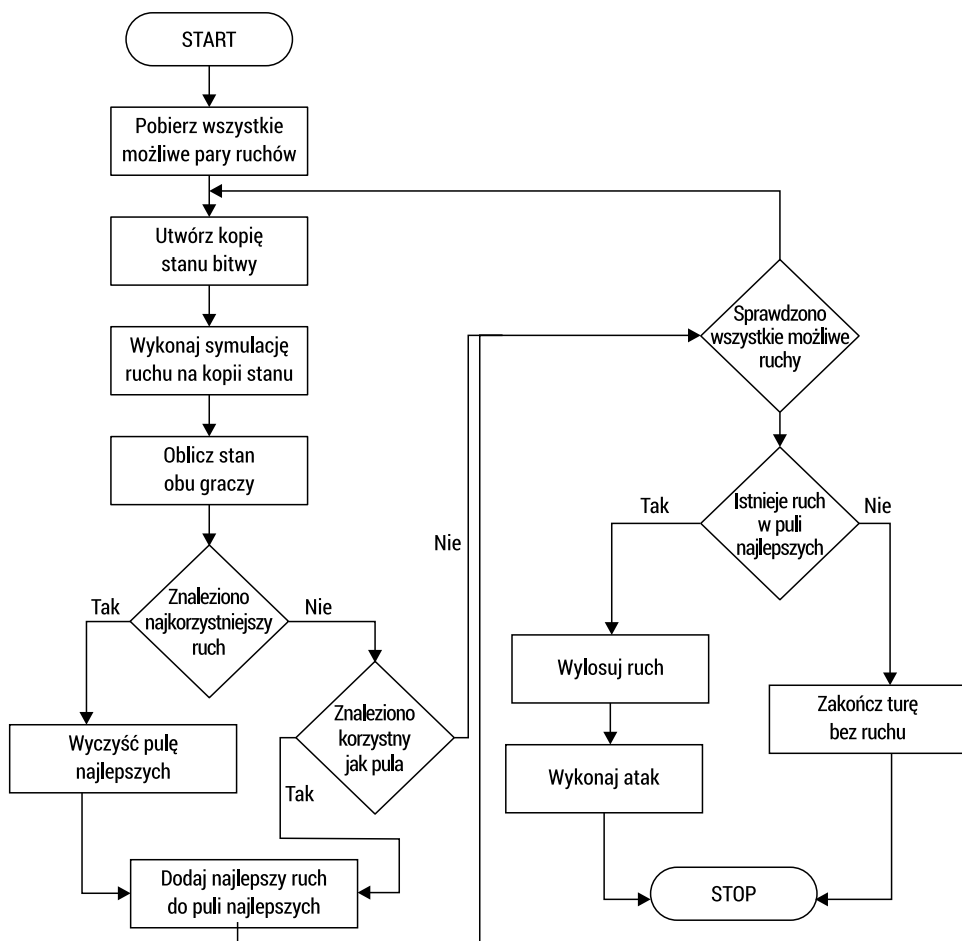 START
Pobierz wszystkie
możliwe pary ruchów
Utwórz kopię
stanu bitwy
Wykonaj symulację
ruchu na kopii stanu
Oblicz stan
obu graczy
Tak
Znaleziono
najkorzystniejszy
ruch
Nie
Wyczyść pulę
najlepszych
Znaleziono
korzystny
jak pula
Tak
Nie
Dodaj najlepszy ruch
do puli najlepszych
Sprawdzono
wszystkie możliwe
ruchy
Tak
Istnieje ruch
w puli
najlepszych
Nie
Wylosuj ruch
Wykonaj atak
Zakończ turę
bez ruchu
STOP